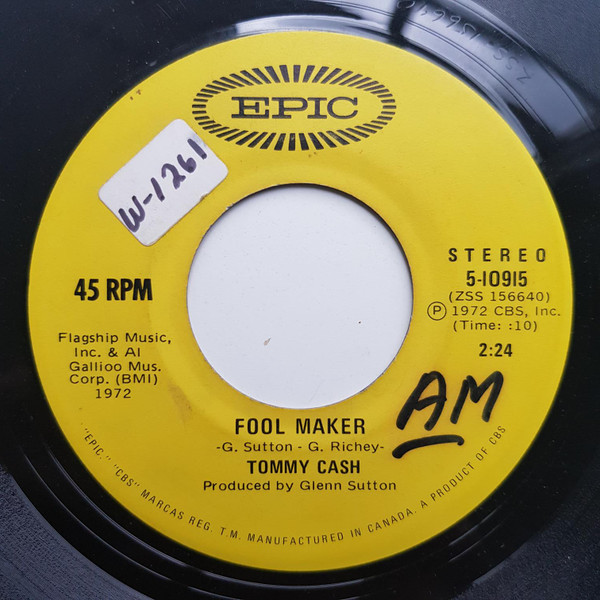 EPIC
W-1261
STEREO
5-10915
(ZSS 156640)
Ⓟ 1972 CBS, Inc.
(Time: :10)
2:24
45 RPM
Flagship Music,
Inc. & Al
Gallioo Mus.
Corp. (BMI)
1972
AM
FOOL MAKER
-G. Sutton - G. Richey-
TOMMY CASH
Produced by Glenn Sutton
"EPIC," "CBS" MARCAS REG. T.M. MANUFACTURED IN CANADA. A PRODUCT OF CBS